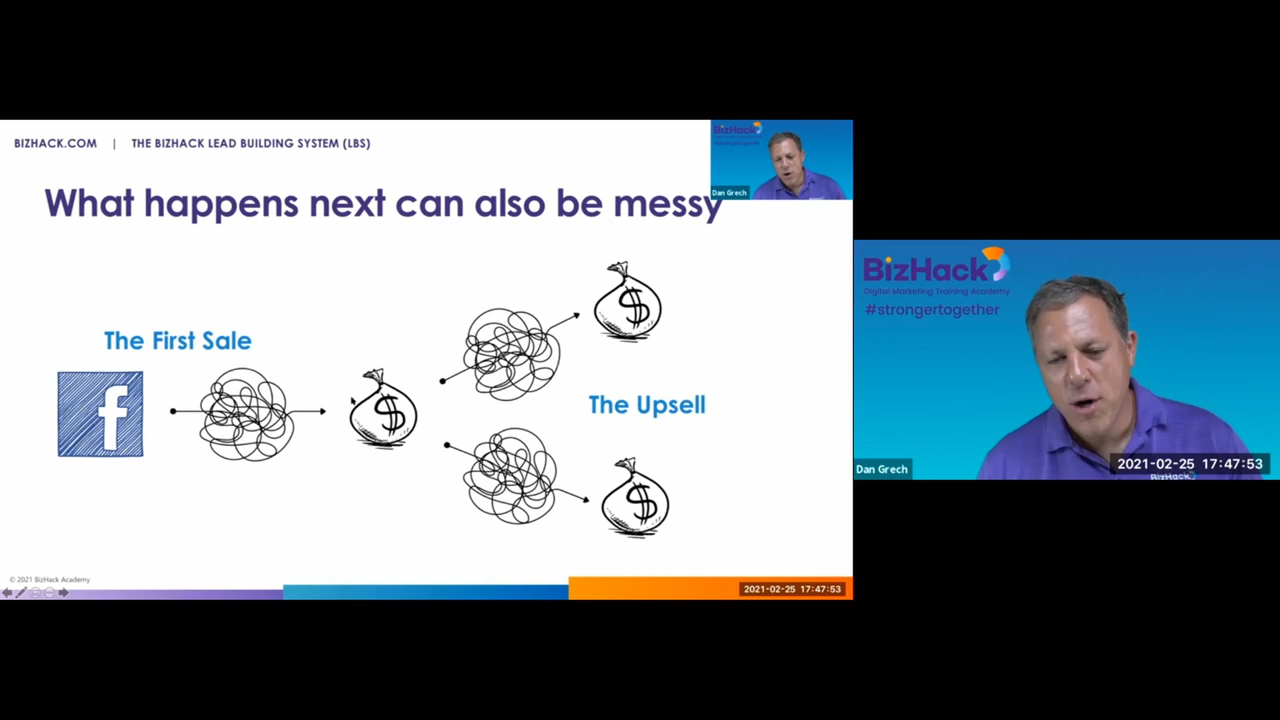 BIZHACK.COM | THE BIZHACK LEAD BUILDING SYSTEM (LBS)
BizHack
Dan Grech
What happens next can also be messy
The First Sale
f
$
$
The Upsell
$
© 2021 BizHack Academy
2021-02-25 17:47:53
BizHack
Digital Marketing Training Academy
#strongertogether
Dan Grech
2021-02-25 17:47:53
BizHack